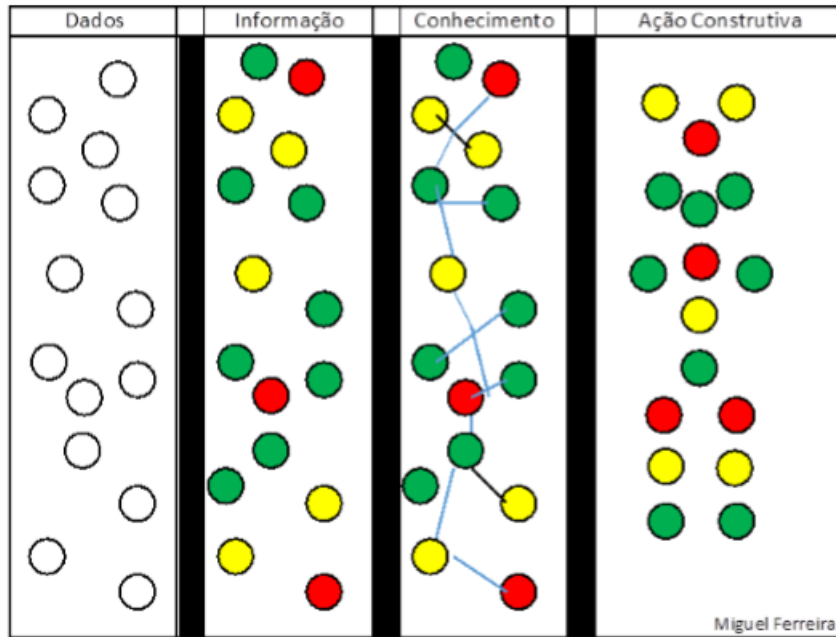 Dados
Informação
Conhecimento
Ação Construtiva
Miguel Ferreira